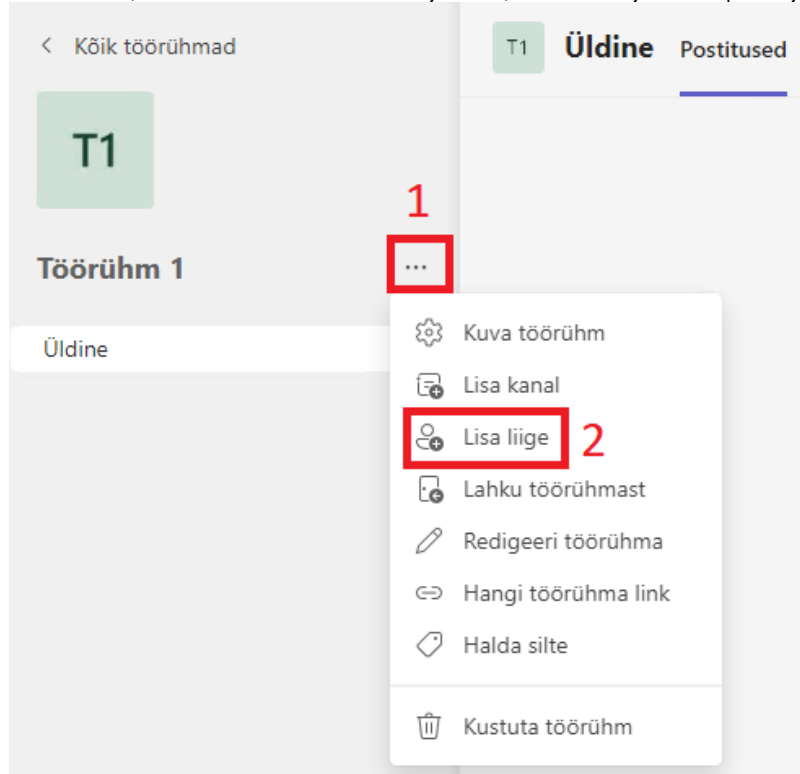 Kõik töörühmad
T1 Üldine Postitused
T1
1
Töörühm 1 ...
Üldine
Kuva töörühm
Lisa kanal
Lisa liige 2
Lahku töörühmast
Redigeeri töörühma
Hangi töörühma link
Halda silte
Kustuta töörühm